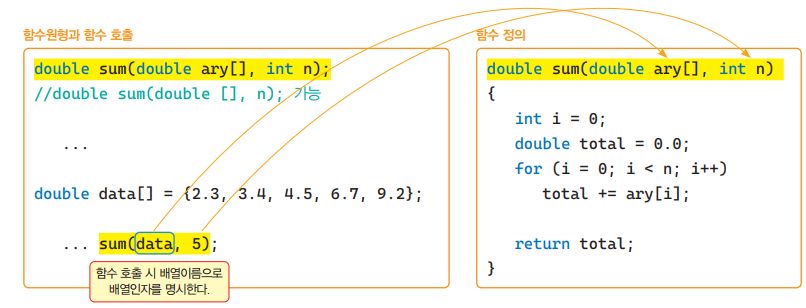 함수원형과 함수 호출
double sum(double ary[], int n);
//double sum(double [], n); 가능
...
double data[] = {2.3, 3.4, 4.5, 6.7, 9.2};
... sum(data, 5);
함수 호출 시 배열이름으로
배열인자를 명시한다.
함수 정의
double sum(double ary[], int n)
{
int i = 0;
double total = 0.0;
for (i = 0; i < n; i++)
total += ary[i];
return total;
}